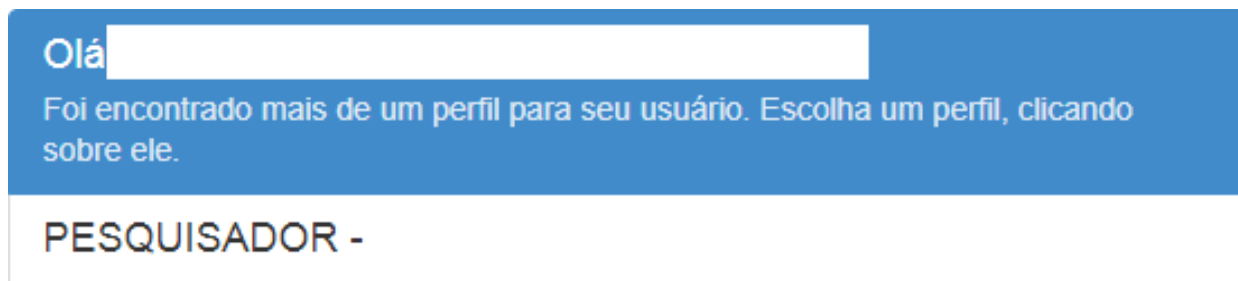 Olá
Foi encontrado mais de um perfil para seu usuário. Escolha um perfil, clicando
sobre ele.
PESQUISADOR -